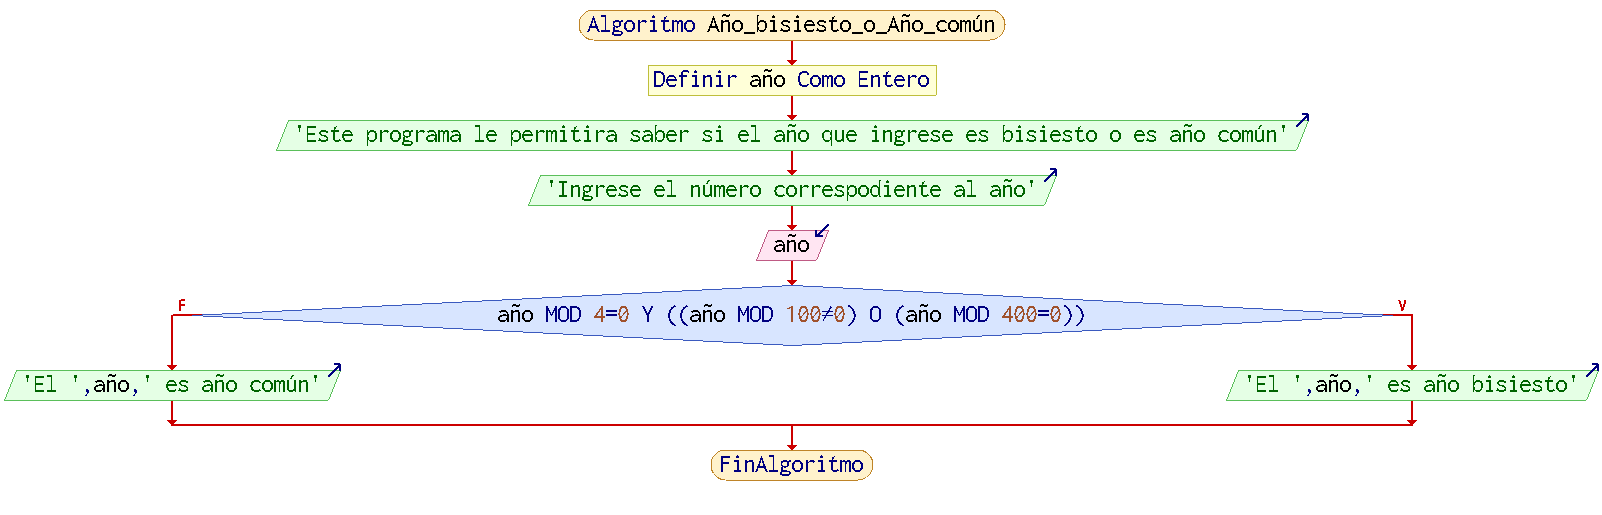 Algoritmo Año_bisiesto_o_Año_común
Definir año Como Entero
'Este programa le permitira saber si el año que ingrese es bisiesto o es año común'
'Ingrese el número correspodiente al año'
año
F
V
año MOD 4=0 Y ((año MOD 100≠0) O (año MOD 400=0))
'El ',año,' es año común'
'El ',año,' es año bisiesto'
FinAlgoritmo